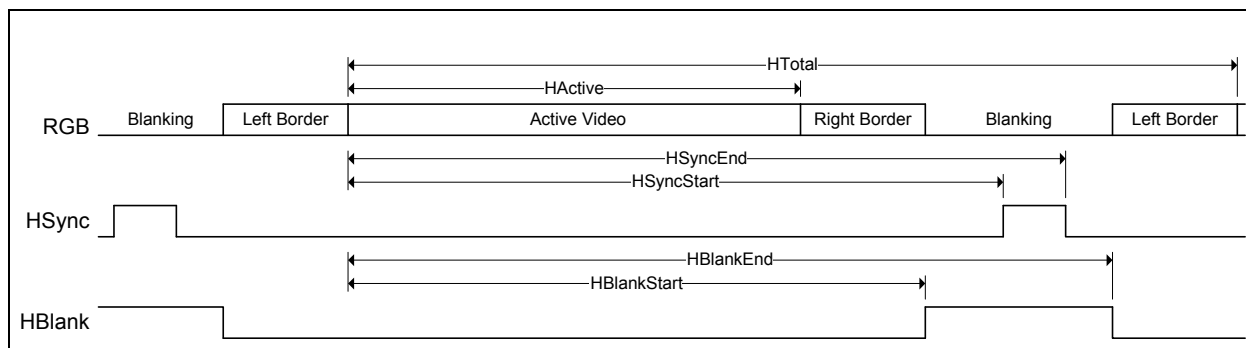 HTotal
HActive
RGB Blanking Left Border Active Video Right Border Blanking Left Border
HSyncEnd
HSyncStart
HSync
HBlankEnd
HBlankStart
HBlank